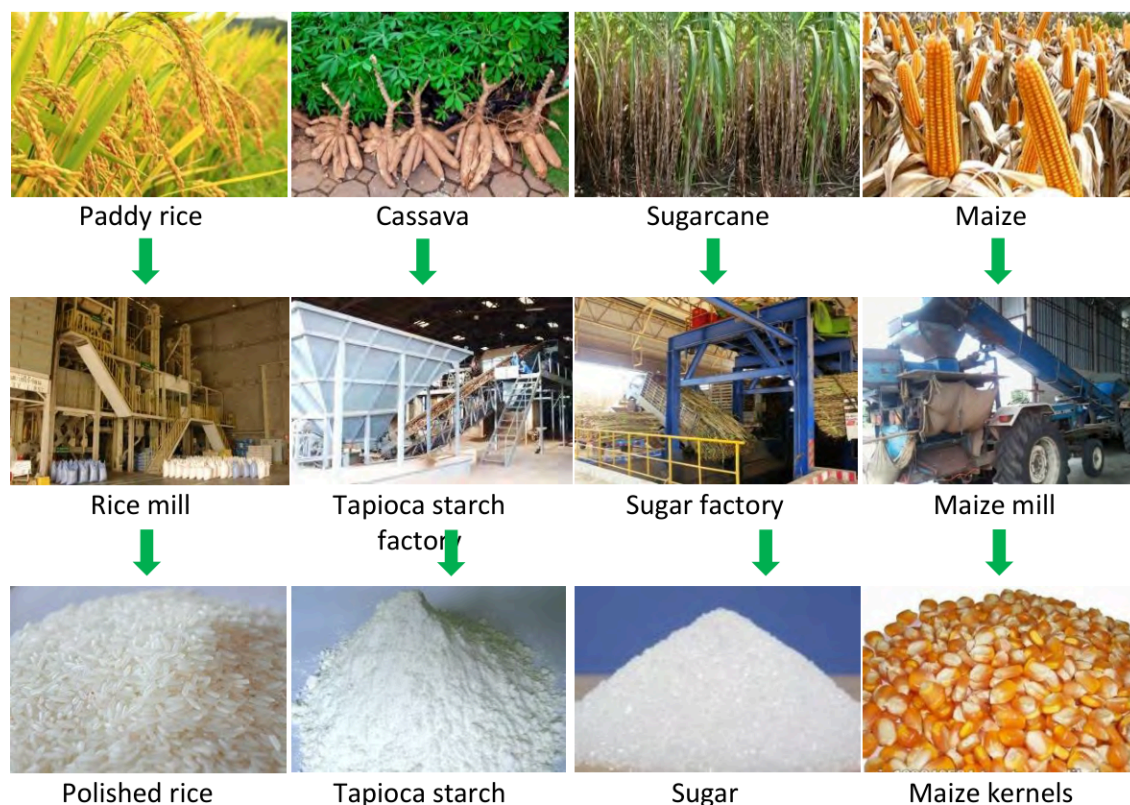 Paddy rice
Cassava
Sugarcane
Maize
Rice mill
Tapioca starch
factory
Sugar factory
Maize mill
Polished rice
Tapioca starch
Sugar
Maize kernels